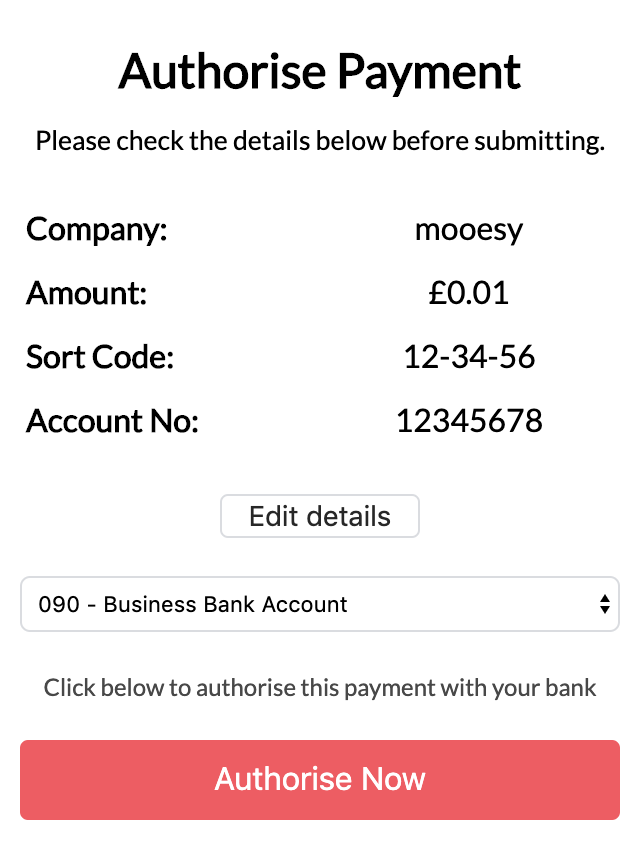 Authorise Payment
Please check the details below before submitting.
Company: mooesy
Amount: £0.01
Sort Code: 12-34-56
Account No: 12345678
Edit details
090 - Business Bank Account
Click below to authorise this payment with your bank
Authorise Now